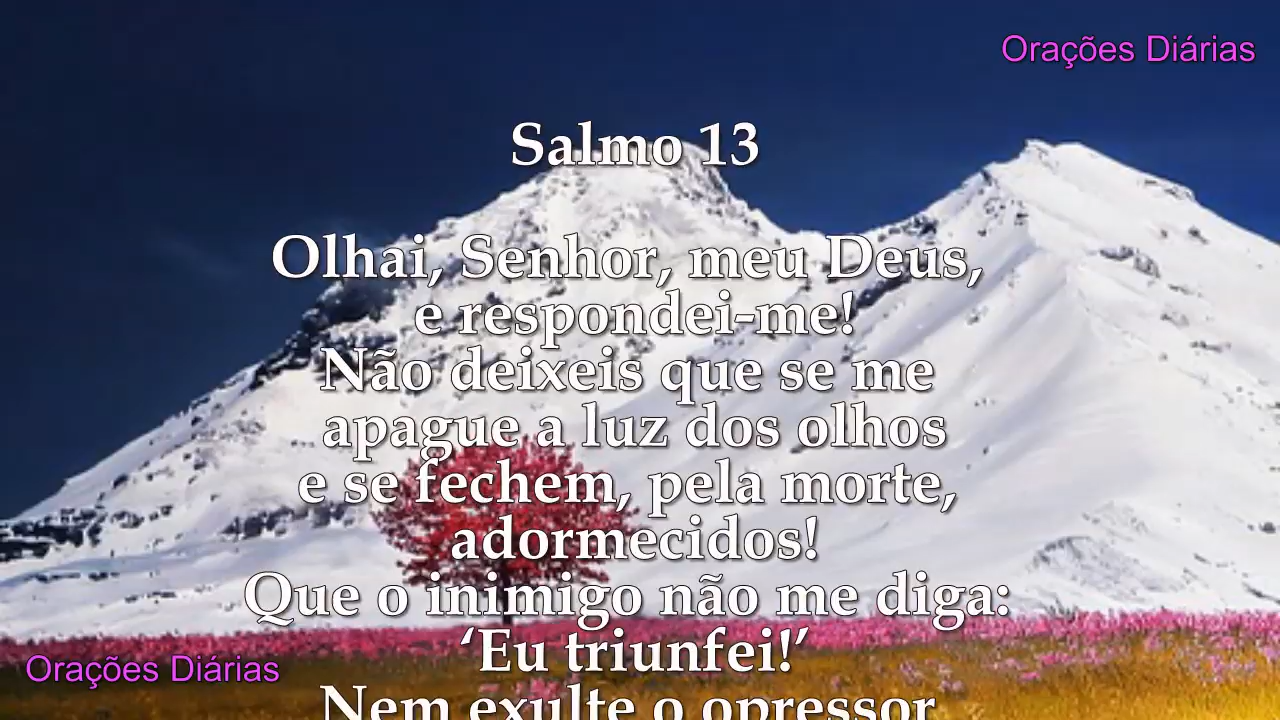 Orações Diárias
Salmo 13
Olhai, Senhor, meu Deus,
e respondei-me!
Não deixeis que se me
apague a luz dos olhos
e se fechem, pela morte,
adormecidos!
Que o inimigo não me diga:
‘Eu triunfei!’
Orações Diárias
Nem exulte o opressor